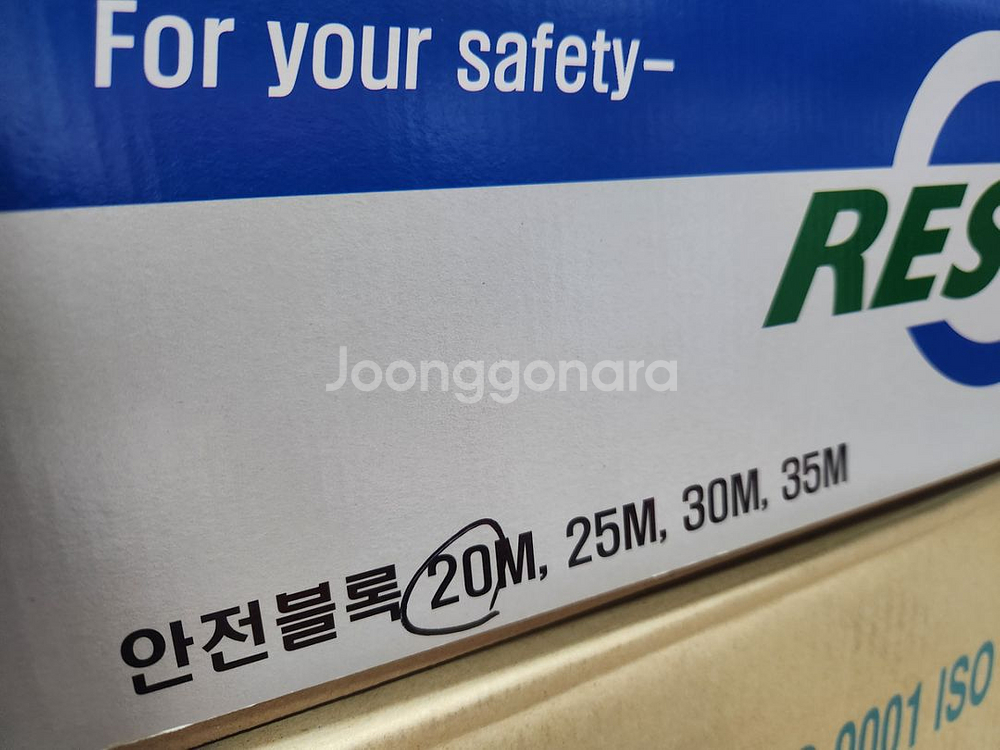 For your safety-
RES
Joonggonara
안전블록 20M, 25M, 30M, 35M
9001 ISO